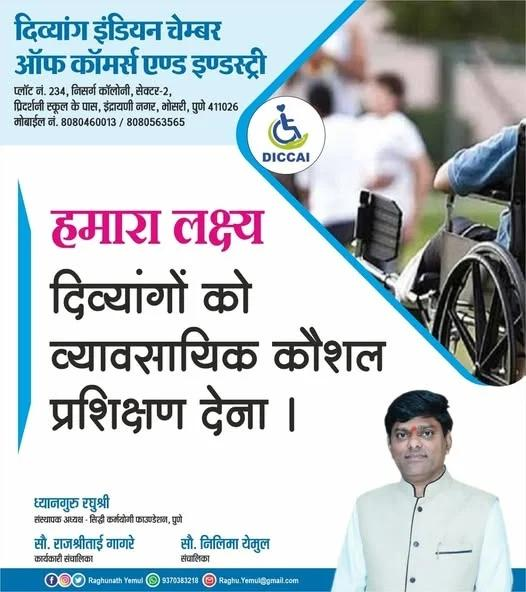 दिव्यांग इंडियन चेम्बर
ऑफ कॉमर्स एण्ड इण्डस्ट्री
प्लॉट नं. 234, निसर्ग कॉलोनी, सेक्टर-2,
प्रिदर्शनी स्कूल के पास, इंद्रायणी नगर, भोसरी, पुणे 411026
मोबाईल नं. 8080460013 / 8080563565
DICCAI
हमारा लक्ष्य
दिव्यांगों को
व्यावसायिक कौशल
प्रशिक्षण देना ।
ध्यानगुरु रघुश्री
संस्थापक अध्यक्ष - सिद्धी कर्मयोगी फाउण्डेशन, पुणे
सौ. राजश्रीताई गागरे
कार्यकारी संचालिका
सौ. निलिमा येमुल
संचालिका
Raghunath Yemul 9370383218 Raghu.Yemul@gmail.com